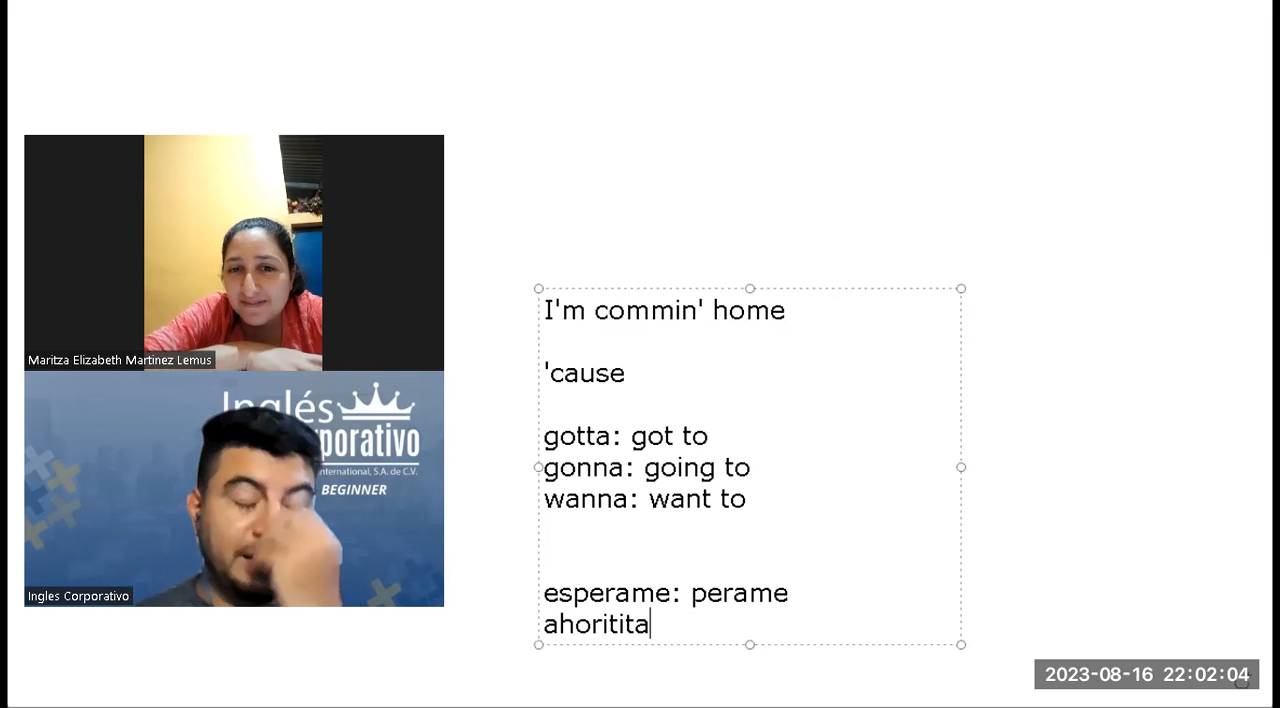 Maritza Elizabeth Martinez Lemus
Inglés
porativo
International, S.A. de C.V.
BEGINNER
Ingles Corporativo
I'm commin' home
'cause
gotta: got to
gonna: going to
wanna: want to
esperame: perame
ahoritita
2023-08-16 22:02:04